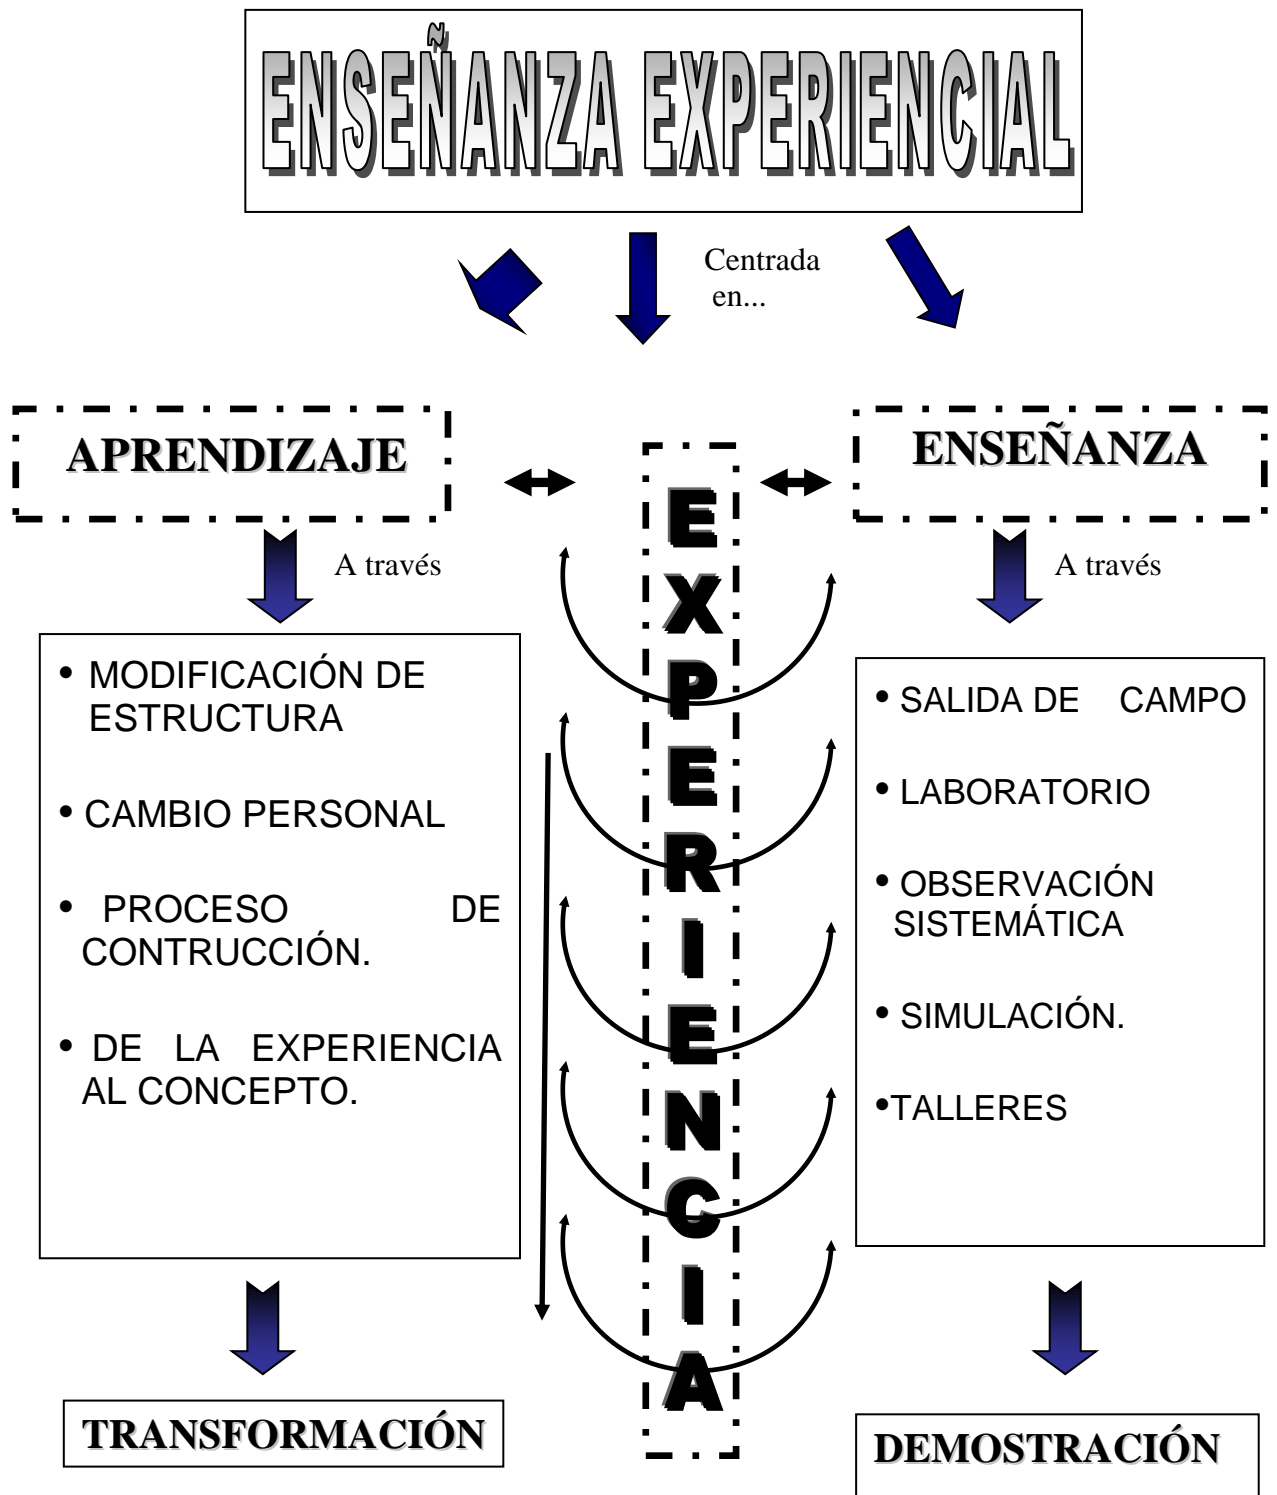 ENSEÑANZA EXPERIENCIAL
Centrada
en...
APRENDIZAJE
ENSEÑANZA
EXPERIENCIA
A través
A través
• MODIFICACIÓN DE
ESTRUCTURA
• CAMBIO PERSONAL
• PROCESO DE
CONTRUCCIÓN.
• DE LA EXPERIENCIA
AL CONCEPTO.
• SALIDA DE CAMPO
• LABORATORIO
• OBSERVACIÓN
SISTEMÁTICA
• SIMULACIÓN.
•TALLERES
TRANSFORMACIÓN
DEMOSTRACIÓN